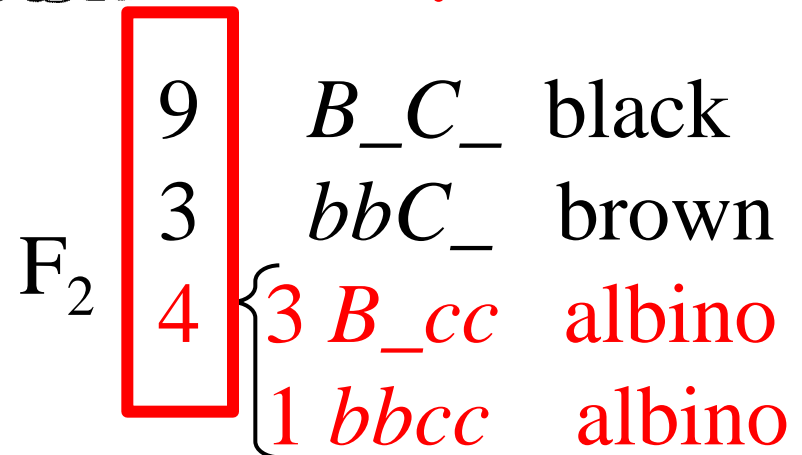 9 B_C_ black
3 bbC_ brown
F₂ 4 { 3 B_cc albino
1 bbcc albino